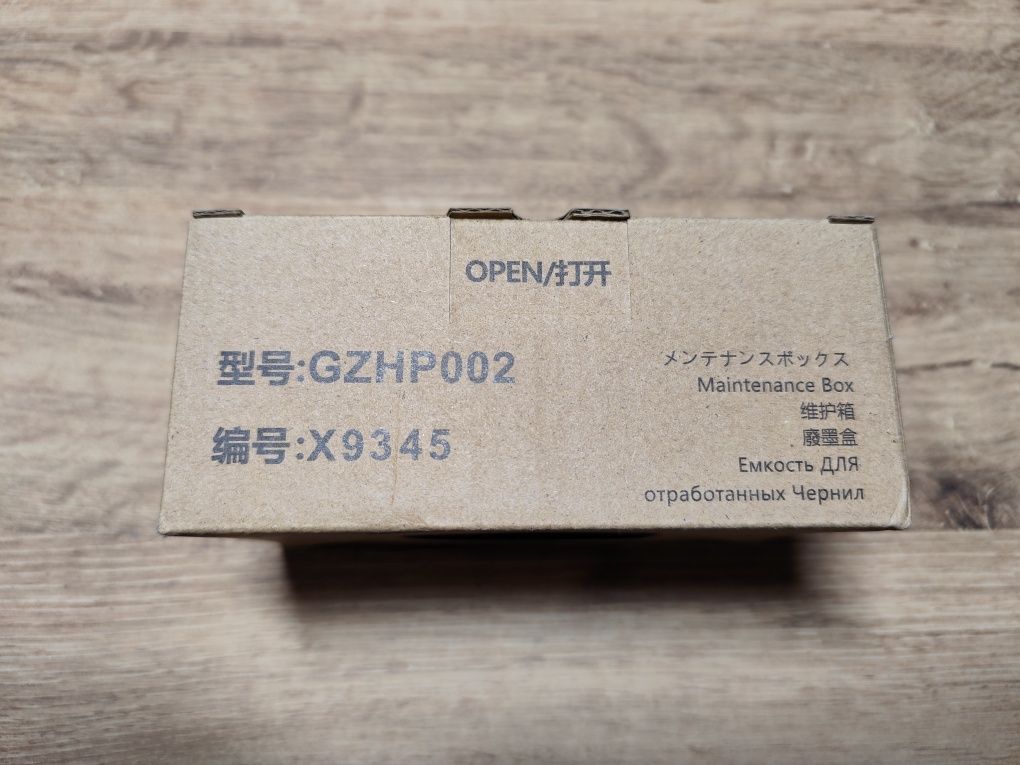 OPEN/打开
型号:GZHP002
编号:X9345
メンテナンスボックス
Maintenance Box
维护箱
廢墨盒
Емкость ДЛЯ
отработанных Чернил